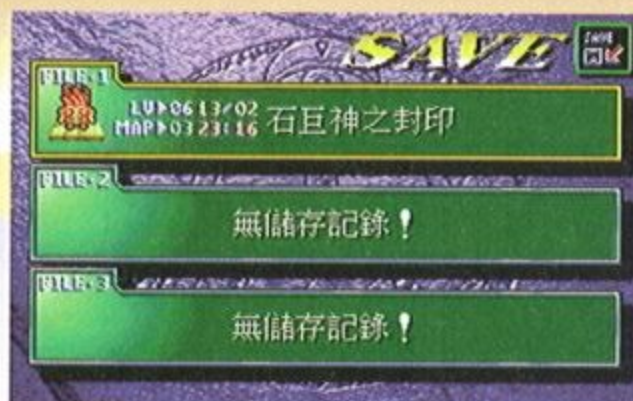 SAVE
SAVE
FILE-1
LV▶06 13/02
MAP▶03 23:16
石巨神之封印
FILE-2
無儲存記錄！
FILE-3
無儲存記錄！